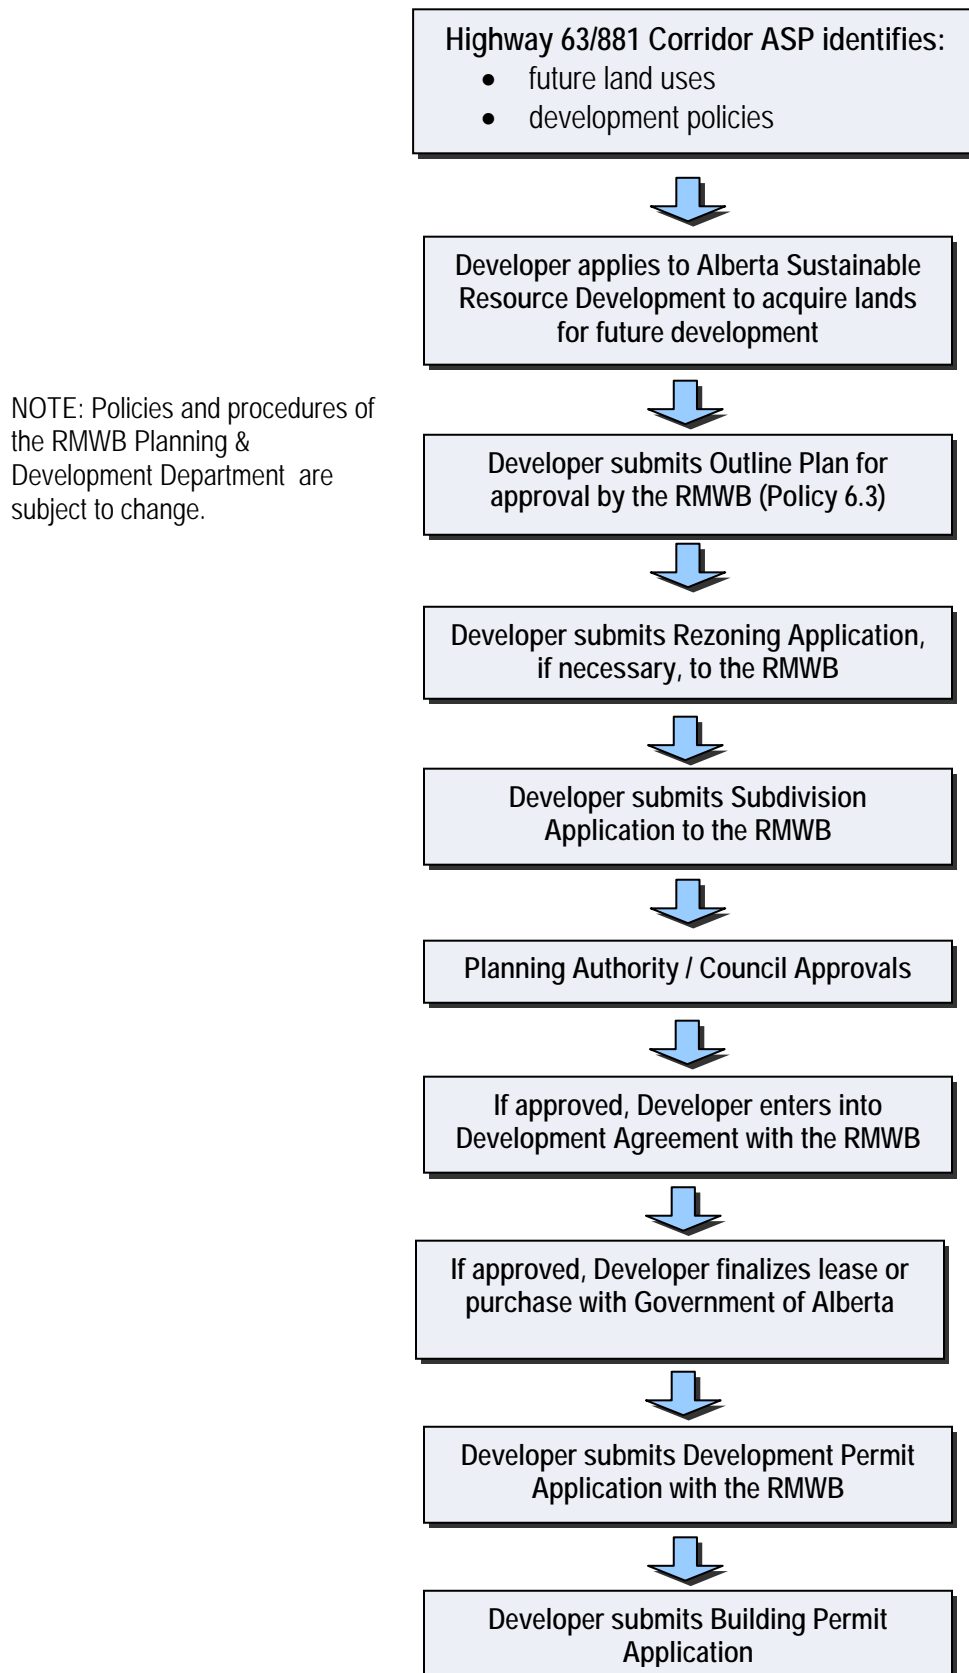 Highway 63/881 Corridor ASP identifies:
• future land uses
• development policies
Developer applies to Alberta Sustainable
Resource Development to acquire lands
for future development
NOTE: Policies and procedures of
the RMWB Planning &
Development Department are
subject to change.
Developer submits Outline Plan for
approval by the RMWB (Policy 6.3)
Developer submits Rezoning Application,
if necessary, to the RMWB
Developer submits Subdivision
Application to the RMWB
Planning Authority / Council Approvals
If approved, Developer enters into
Development Agreement with the RMWB
If approved, Developer finalizes lease or
purchase with Government of Alberta
Developer submits Development Permit
Application with the RMWB
Developer submits Building Permit
Application